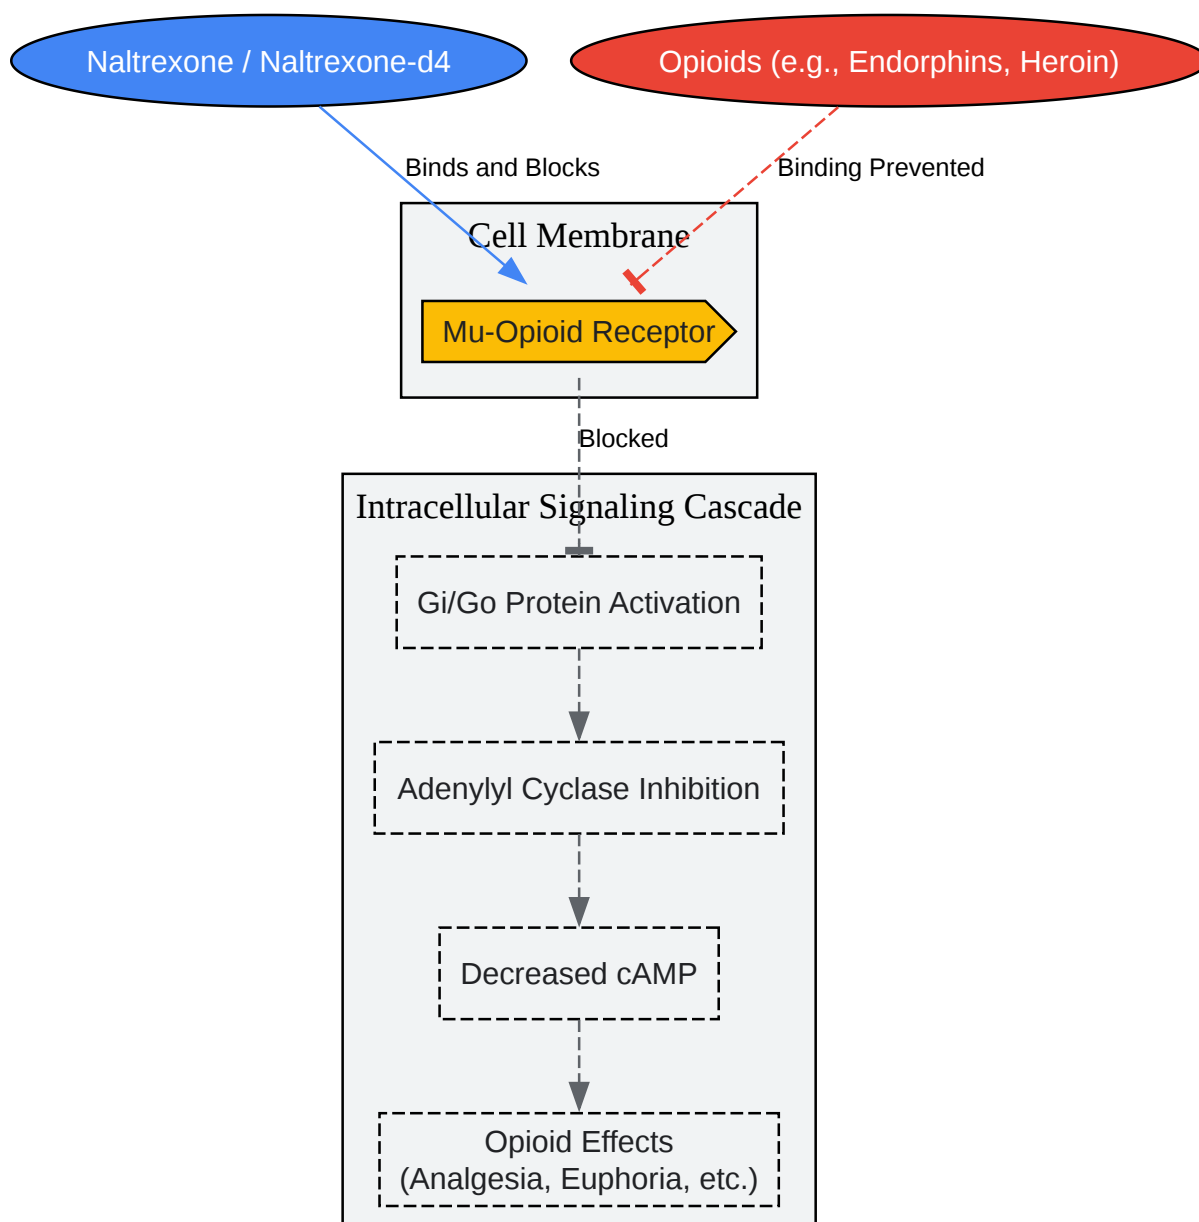 Naltrexone / Naltrexone-d4
Opioids (e.g., Endorphins, Heroin)
Binds and Blocks
Binding Prevented
Cell Membrane
Mu-Opioid Receptor
Blocked
Intracellular Signaling Cascade
Gi/Go Protein Activation
Adenylyl Cyclase Inhibition
Decreased cAMP
Opioid Effects
(Analgesia, Euphoria, etc.)